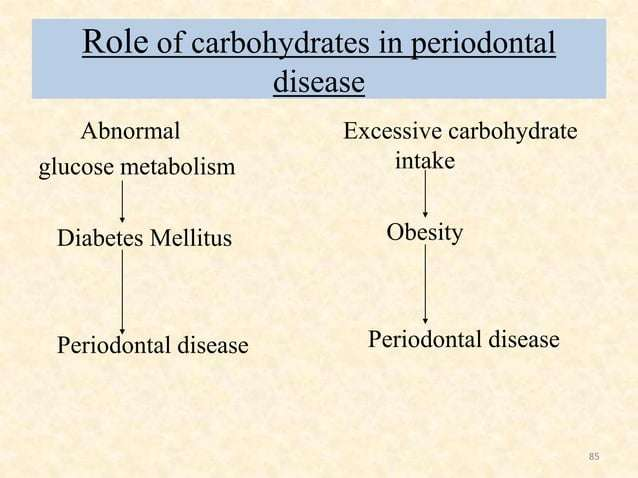 Role of carbohydrates in periodontal
disease
Abnormal
glucose metabolism
Diabetes Mellitus
Periodontal disease
Excessive carbohydrate
intake
Obesity
Periodontal disease
85